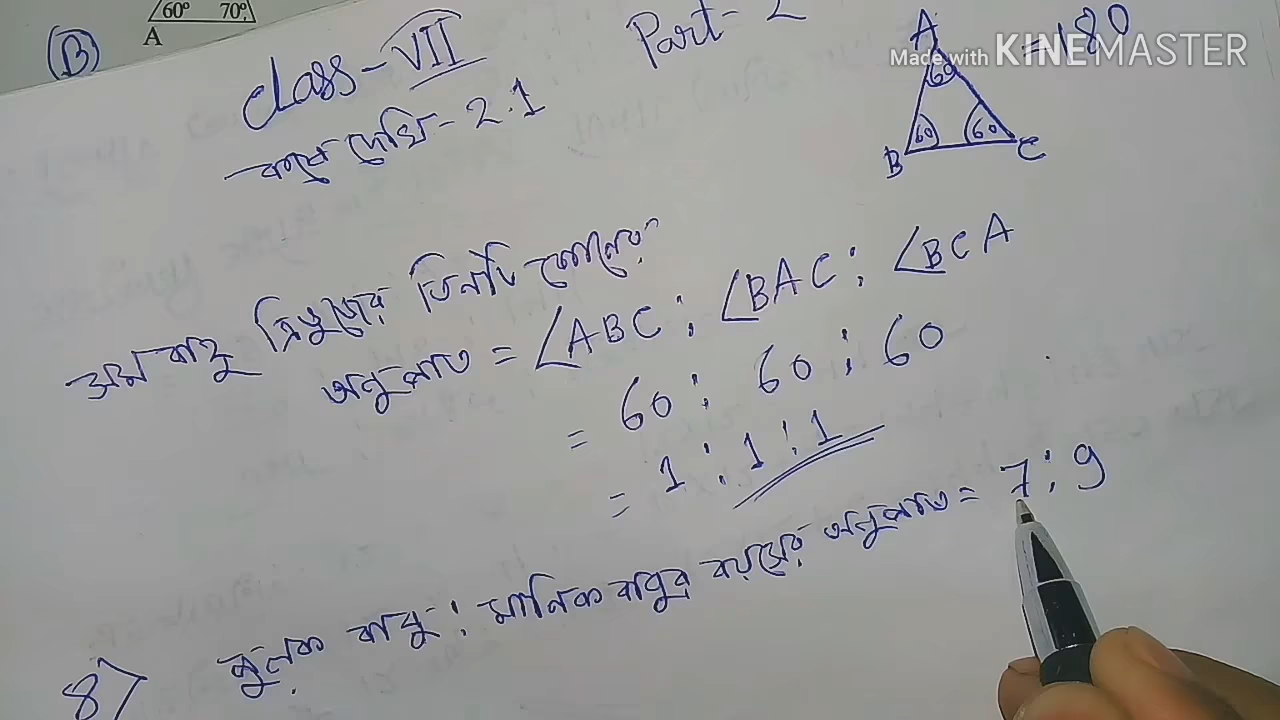 60° 70°
A
(B)
Class-VII
Part-2
কষে দেখি-2.1
A
=180
Made with KINEMASTER
60
60 60
B C
সম বাহু ত্রিভুজের তিনটি কোনের
অনুপাত = ∠ABC : ∠BAC : ∠BCA
= 60 : 60 : 60
= 1 : 1 : 1
8) বাবু : মানিক বাবুর বয়সের অনুপাত = 7 : 9